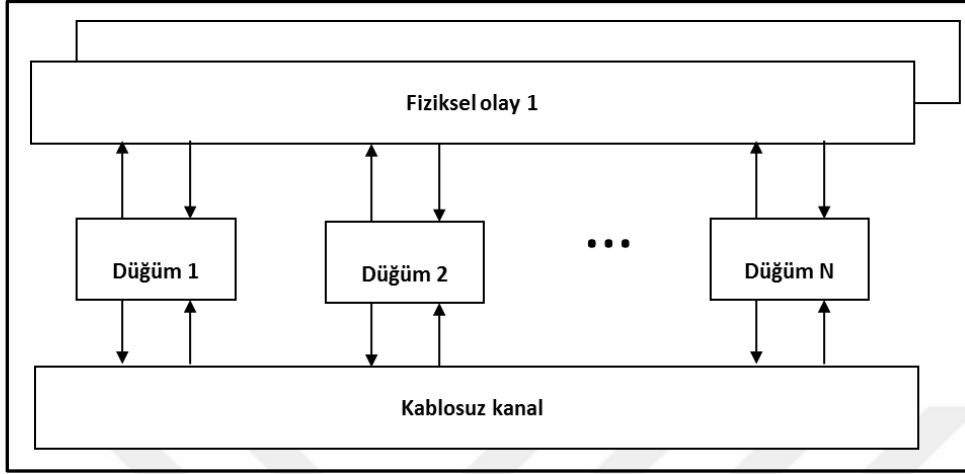 Fiziksel olay 1
Düğüm 1
Düğüm 2
...
Düğüm N
Kablosuz kanal